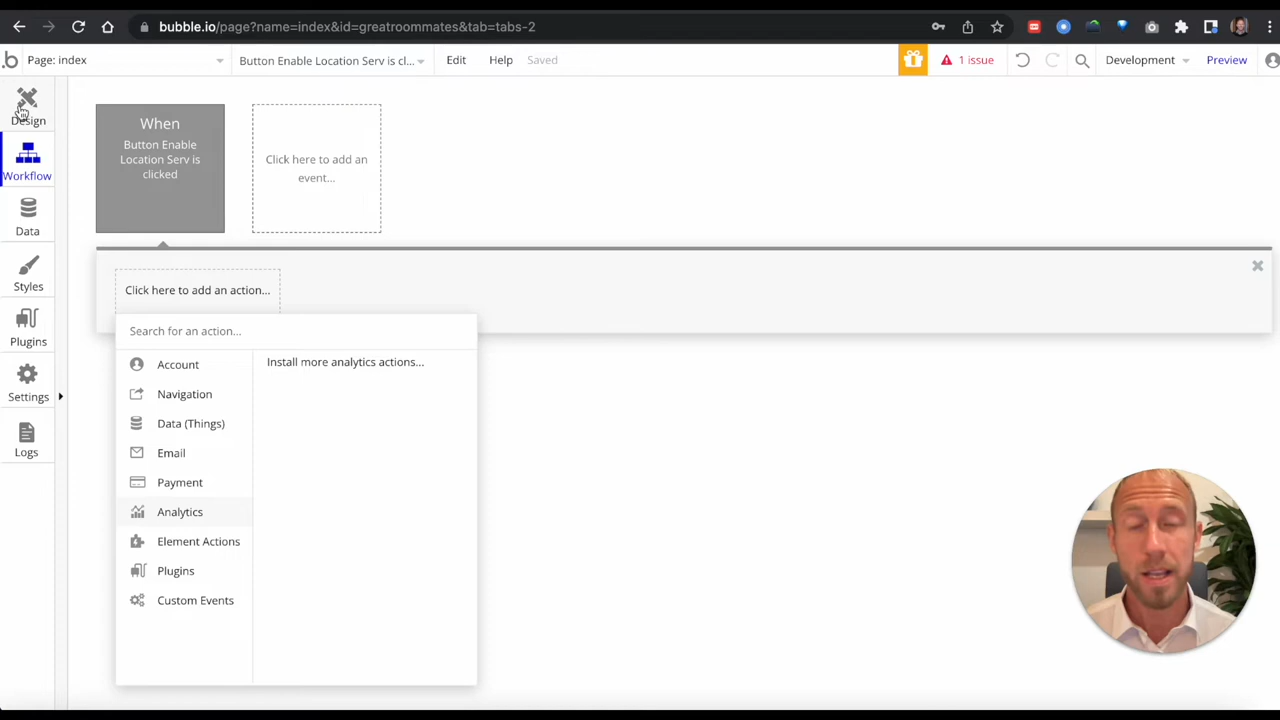 bubble.io/page?name=index&id=greatroommates&tab=tabs-2
b
Page: index
Button Enable Location Serv is cl...
Edit
Help
Saved
1 issue
Development
Preview
Design
Workflow
Data
Styles
Plugins
Settings
Logs
When
Button Enable
Location Serv is
clicked
Click here to add an
event...
Click here to add an action...
Search for an action...
Account
Navigation
Data (Things)
Email
Payment
Analytics
Element Actions
Plugins
Custom Events
Install more analytics actions...